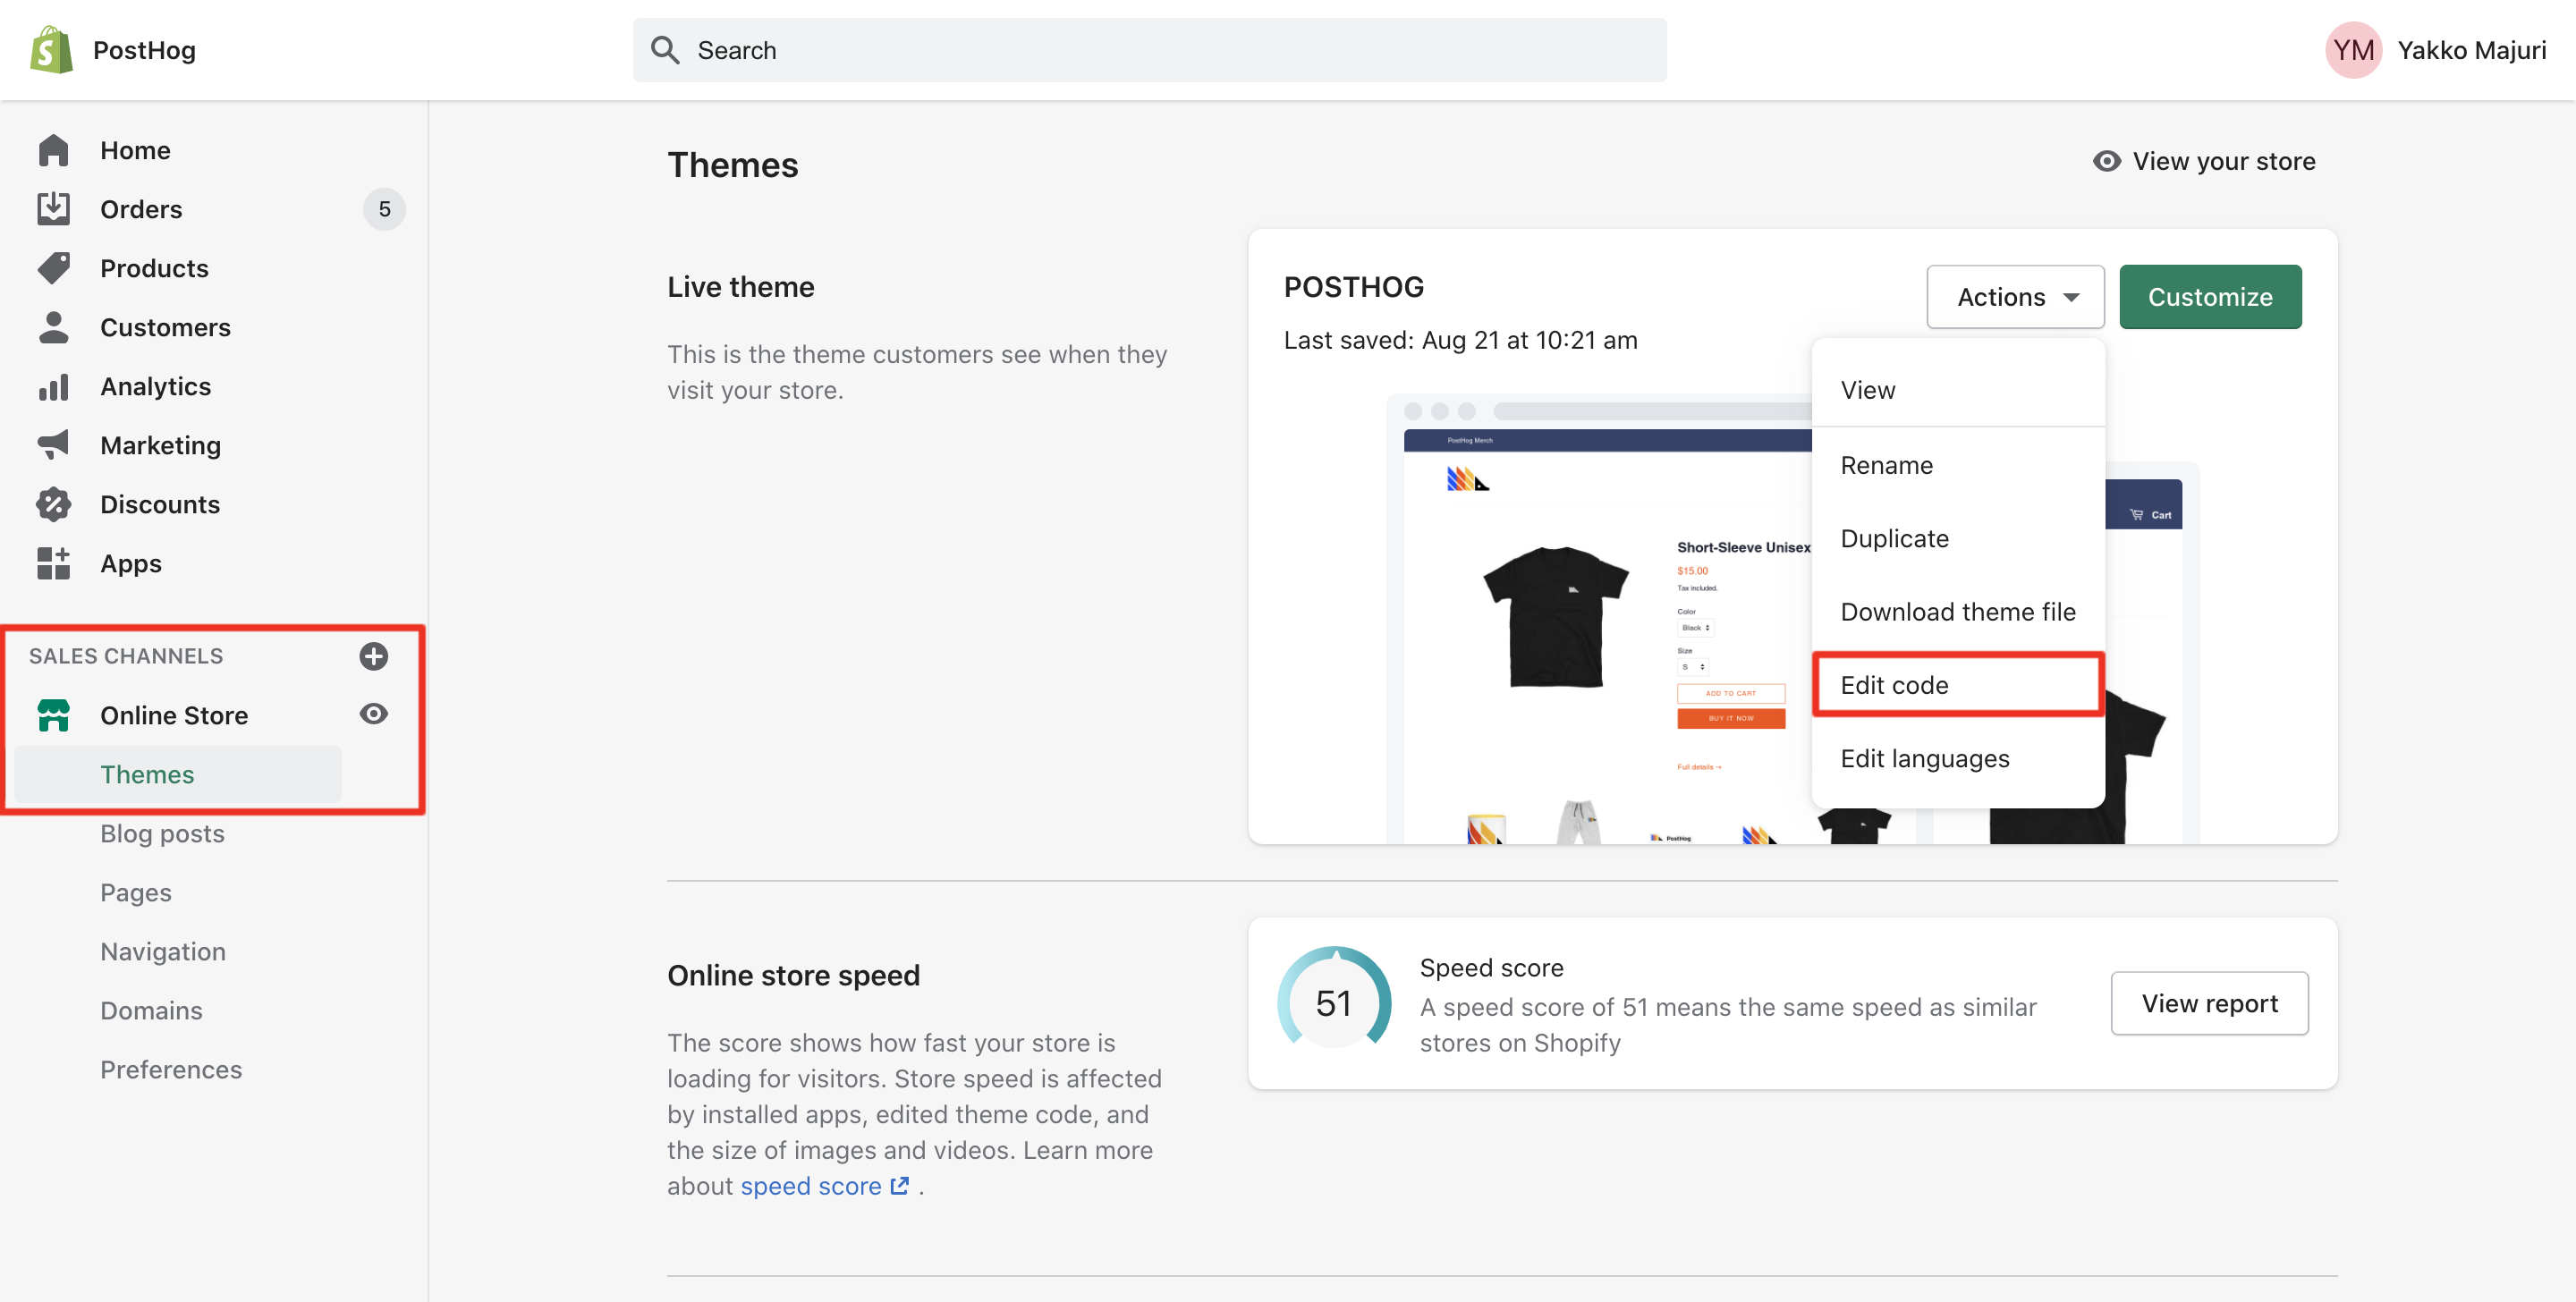 PostHog
Search
YM
Yakko Majuri
Home
Orders
5
Products
Customers
Analytics
Marketing
Discounts
Apps
SALES CHANNELS
Online Store
Themes
Blog posts
Pages
Navigation
Domains
Preferences
Themes
View your store
Live theme
This is the theme customers see when they
visit your store.
POSTHOG
Last saved: Aug 21 at 10:21 am
Actions
Customize
View
Rename
Duplicate
Download theme file
Edit code
Edit languages
PostHog Merch
Short-Sleeve Unisex
$15.00
Tax included.
Color
Black
Size
S
ADD TO CART
BUY IT NOW
Full details →
Cart
PostHog
Online store speed
The score shows how fast your store is
loading for visitors. Store speed is affected
by installed apps, edited theme code, and
the size of images and videos. Learn more
about speed score .
51
Speed score
A speed score of 51 means the same speed as similar
stores on Shopify
View report